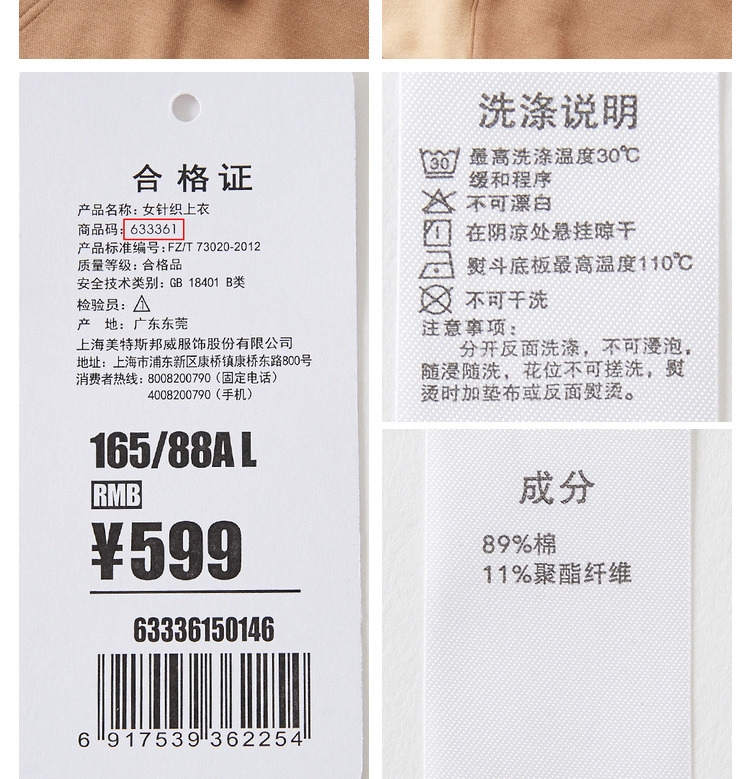 合格证
产品名称: 女针织上衣
商品码: 633361
产品标准编号: FZ/T 73020-2012
质量等级: 合格品
安全技术类别: GB 18401 B类
检验员: 1
产 地: 广东东莞
上海美特斯邦威服饰股份有限公司
地址: 上海市浦东新区康桥镇康桥东路800号
消费者热线: 8008200790 (固定电话)
4008200790 (手机)
165/88A L
RMB
¥599
63336150146
6 917539 362254
洗涤说明
30 最高洗涤温度30℃
缓和程序
不可漂白
在阴凉处悬挂晾干
熨斗底板最高温度110℃
不可干洗
注意事项:
分开反面洗涤, 不可浸泡,
随浸随洗, 花位不可搓洗, 熨
烫时加垫布或反面熨烫。
成分
89%棉
11%聚酯纤维